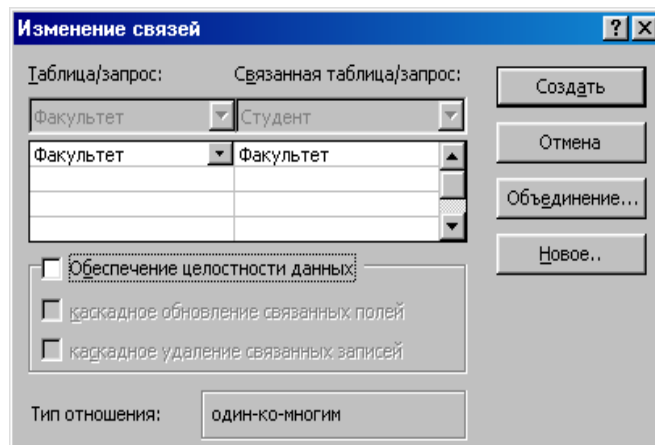 Изменение связей
Таблица/запрос: Связанная таблица/запрос:
Факультет Студент
Факультет Факультет
Обеспечение целостности данных
каскадное обновление связанных полей
каскадное удаление связанных записей
Тип отношения: один-ко-многим
Создать
Отмена
Объединение...
Новое..